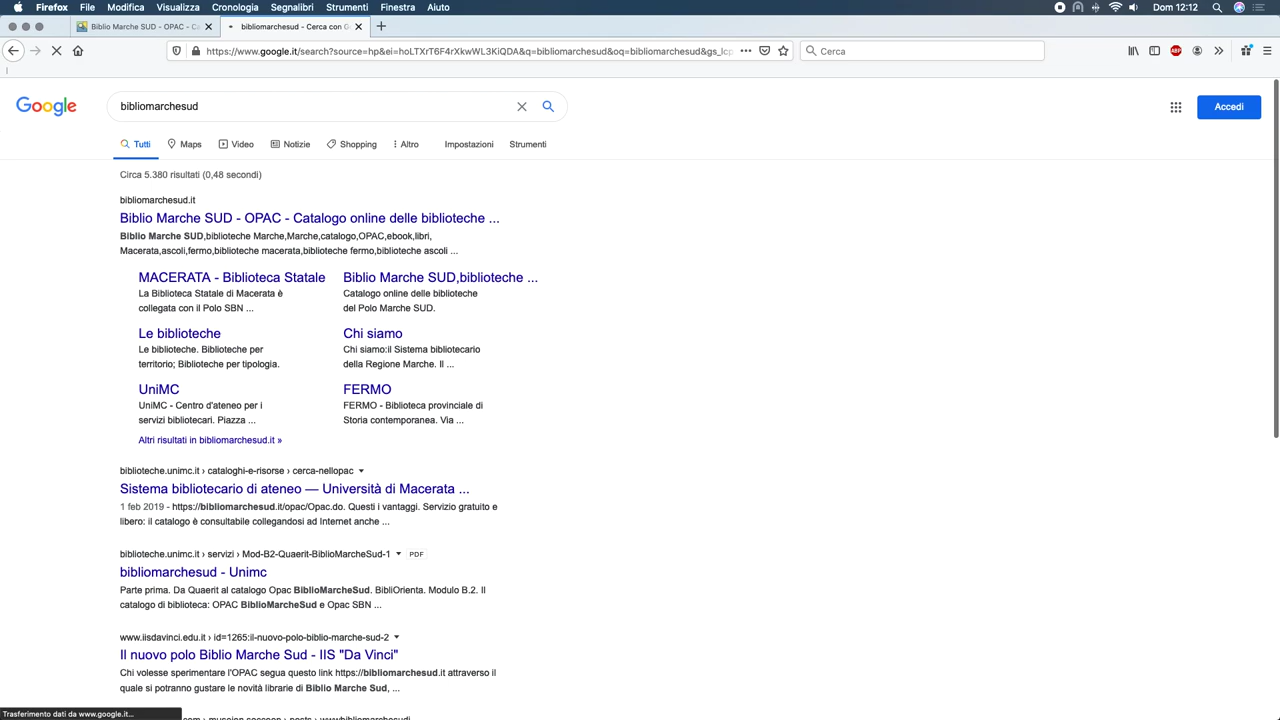 Firefox File Modifica Visualizza Cronologia Segnalibri Strumenti Finestra Aiuto
Lun 10 mag 12:12
Biblio Marche SUD - OPAC - Ca
bibliomarchesud - Cerca con G
https://www.google.it/search?source=hp&ei=hoLTXrT6F4rXkwWL3KiQDA&q=bibliomarchesud&oq=bibliomarchesud&gs_lcp
Cerca
ABP
Google
bibliomarchesud
Accedi
Tutti Maps Video Notizie Shopping Altro Impostazioni Strumenti
Circa 5.380 risultati (0,48 secondi)
bibliomarchesud.it
Biblio Marche SUD - OPAC - Catalogo online delle biblioteche ...
Biblio Marche SUD,biblioteche Marche,Marche,catalogo,OPAC,ebook,libri,
Macerata,ascoli,fermo,biblioteche macerata,biblioteche fermo,biblioteche ascoli ...
MACERATA - Biblioteca Statale
La Biblioteca Statale di Macerata è
collegata con il Polo SBN ...
Biblio Marche SUD,biblioteche ...
Catalogo online delle biblioteche
del Polo Marche SUD.
Le biblioteche
Le biblioteche. Biblioteche per
territorio; Biblioteche per tipologia.
Chi siamo
Chi siamo:il Sistema bibliotecario
della Regione Marche. Il ...
UniMC
UniMC - Centro d'ateneo per i
servizi bibliotecari. Piazza ...
FERMO
FERMO - Biblioteca provinciale di
Storia contemporanea. Via ...
Altri risultati in bibliomarchesud.it »
biblioteche.unimc.it › cataloghi-e-risorse › cerca-nellopac
Sistema bibliotecario di ateneo — Università di Macerata ...
1 feb 2019 - https://bibliomarchesud.it/opac/Opac.do. Questi i vantaggi. Servizio gratuito e
libero: il catalogo è consultabile collegandosi ad Internet anche ...
biblioteche.unimc.it › servizi › Mod-B2-Quaerit-BiblioMarcheSud-1 PDF
bibliomarchesud - Unimc
Parte prima. Da Quaerit al catalogo Opac BiblioMarcheSud. BibliOrienta. Modulo B.2. Il
catalogo di biblioteca: OPAC BiblioMarcheSud e Opac SBN ...
www.iisdavinci.edu.it › id=1265:il-nuovo-polo-biblio-marche-sud-2
Il nuovo polo Biblio Marche Sud - IIS "Da Vinci"
Chi volesse sperimentare l'OPAC segua questo link https://bibliomarchesud.it attraverso il
quale si potranno gustare le novità librarie di Biblio Marche Sud, ...
Trasferimento dati da www.google.it...